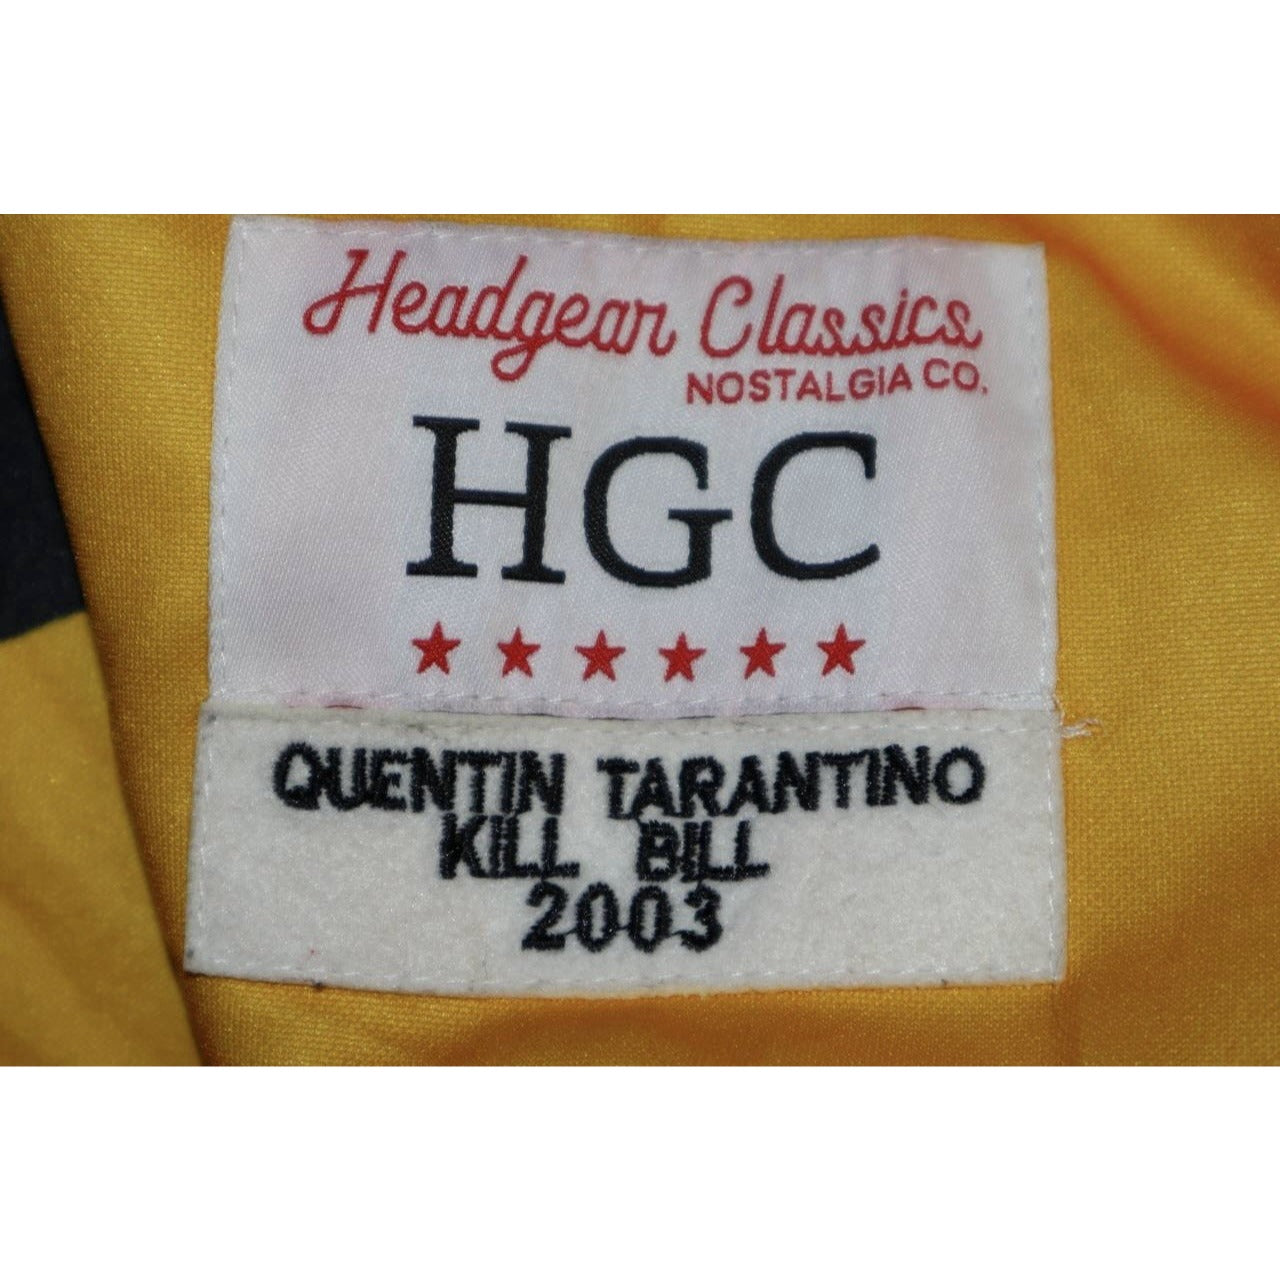 Headgear Classics
NOSTALGIA CO.
HGC
QUENTIN TARANTINO
KILL BILL
2003